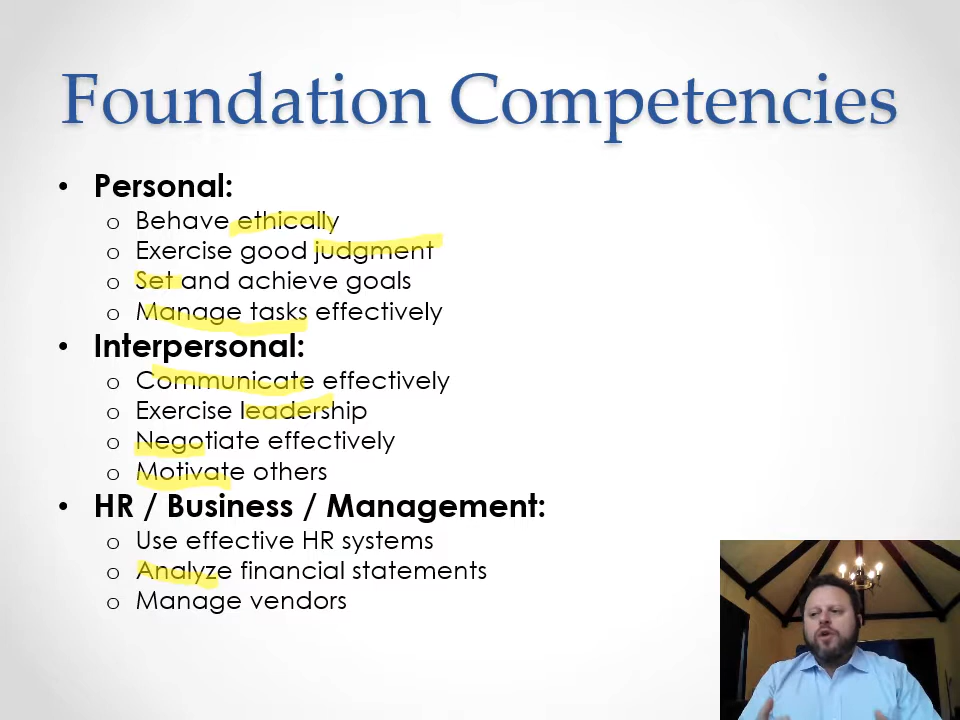 Foundation Competencies
• Personal:
o Behave ethically
o Exercise good judgment
o Set and achieve goals
o Manage tasks effectively
• Interpersonal:
o Communicate effectively
o Exercise leadership
o Negotiate effectively
o Motivate others
• HR / Business / Management:
o Use effective HR systems
o Analyze financial statements
o Manage vendors